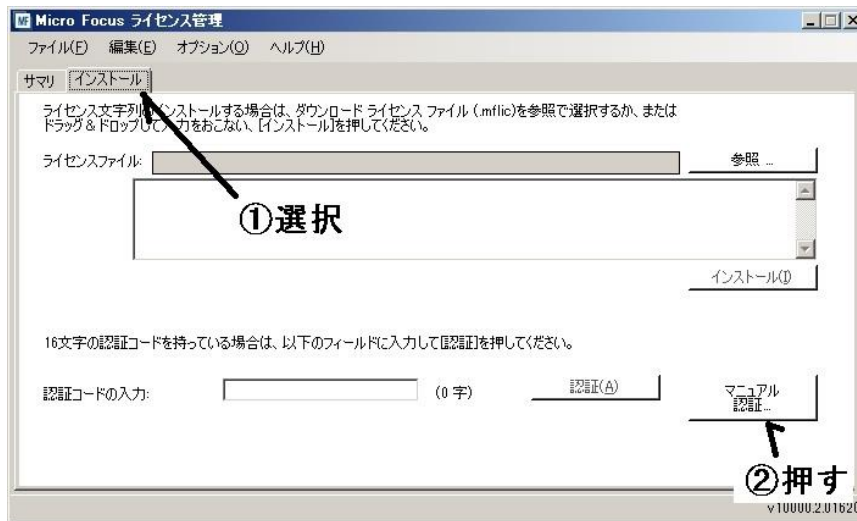 Micro Focus ライセンス管理
ファイル(F) 編集(E) オプション(O) ヘルプ(H)
サマリ インストール
ライセンス文字列 インストールする場合は、ダウンロード ライセンス ファイル (.mflic)を参照で選択するか、または
ドラッグ&ドロップして入力をおこない、[インストール]を押してください。
ライセンスファイル: 参照 ...
①選択
インストール(I)
16文字の認証コードを持っている場合は、以下のフィールドに入力して[認証]を押してください。
認証コードの入力: (0 字) 認証(A) マニュアル
認証...
②押す
v10000.2.01620